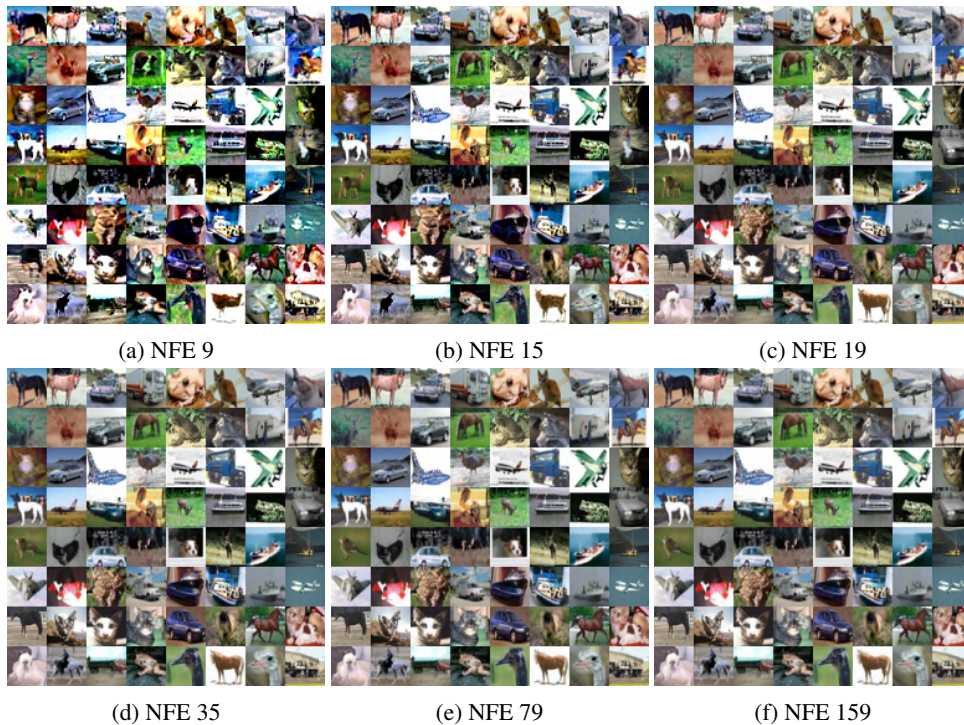 (a) NFE 9
(b) NFE 15
(c) NFE 19
(d) NFE 35
(e) NFE 79
(f) NFE 159